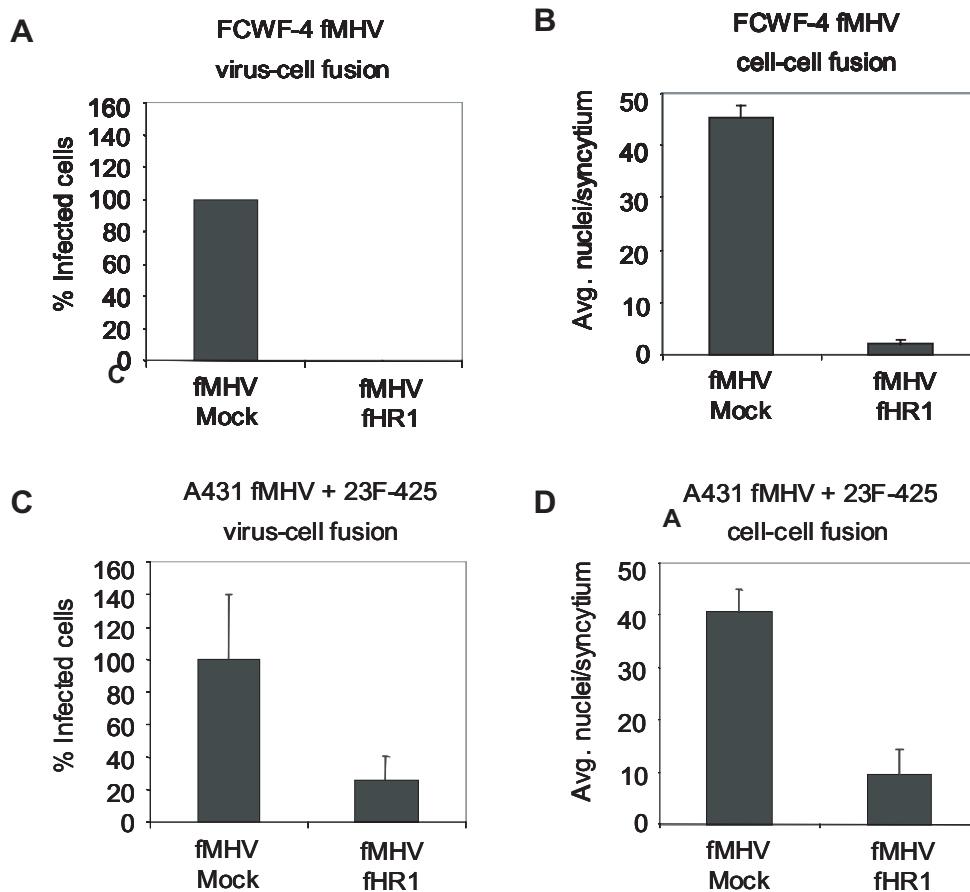 A
FCWF-4 fMHV
virus-cell fusion
% Infected cells
160
140
120
100
80
60
40
20
0
C
fMHV
Mock
fMHV
fHR1
B
FCWF-4 fMHV
cell-cell fusion
Avg. nuclei/syncytium
50
40
30
20
10
0
fMHV
Mock
fMHV
fHR1
C
A431 fMHV + 23F-425
virus-cell fusion
% Infected cells
160
140
120
100
80
60
40
20
0
fMHV
Mock
fMHV
fHR1
D
A431 fMHV + 23F-425
A
cell-cell fusion
Avg. nuclei/syncytium
50
40
30
20
10
0
fMHV
Mock
fMHV
fHR1